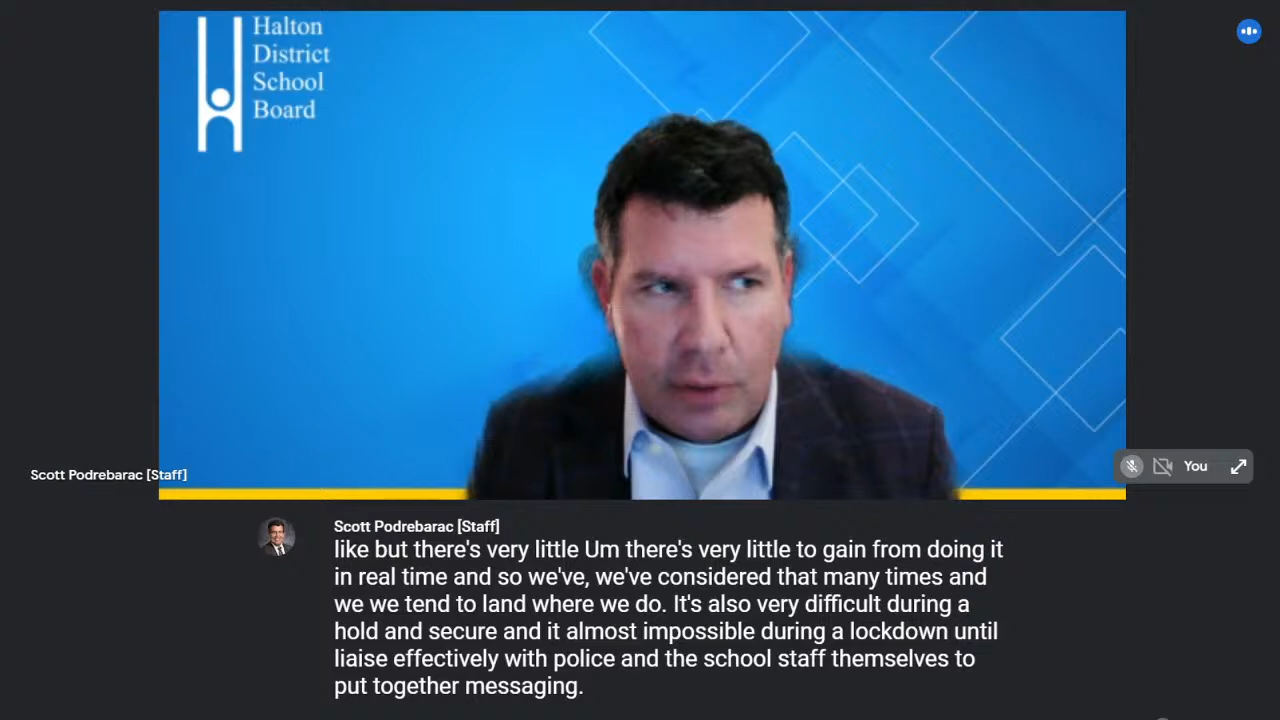 Halton
District
School
Board
Scott Podrebarac [Staff]
You
Scott Podrebarac [Staff]
like but there's very little Um there's very little to gain from doing it
in real time and so we've, we've considered that many times and
we we tend to land where we do. It's also very difficult during a
hold and secure and it almost impossible during a lockdown until
liaise effectively with police and the school staff themselves to
put together messaging.